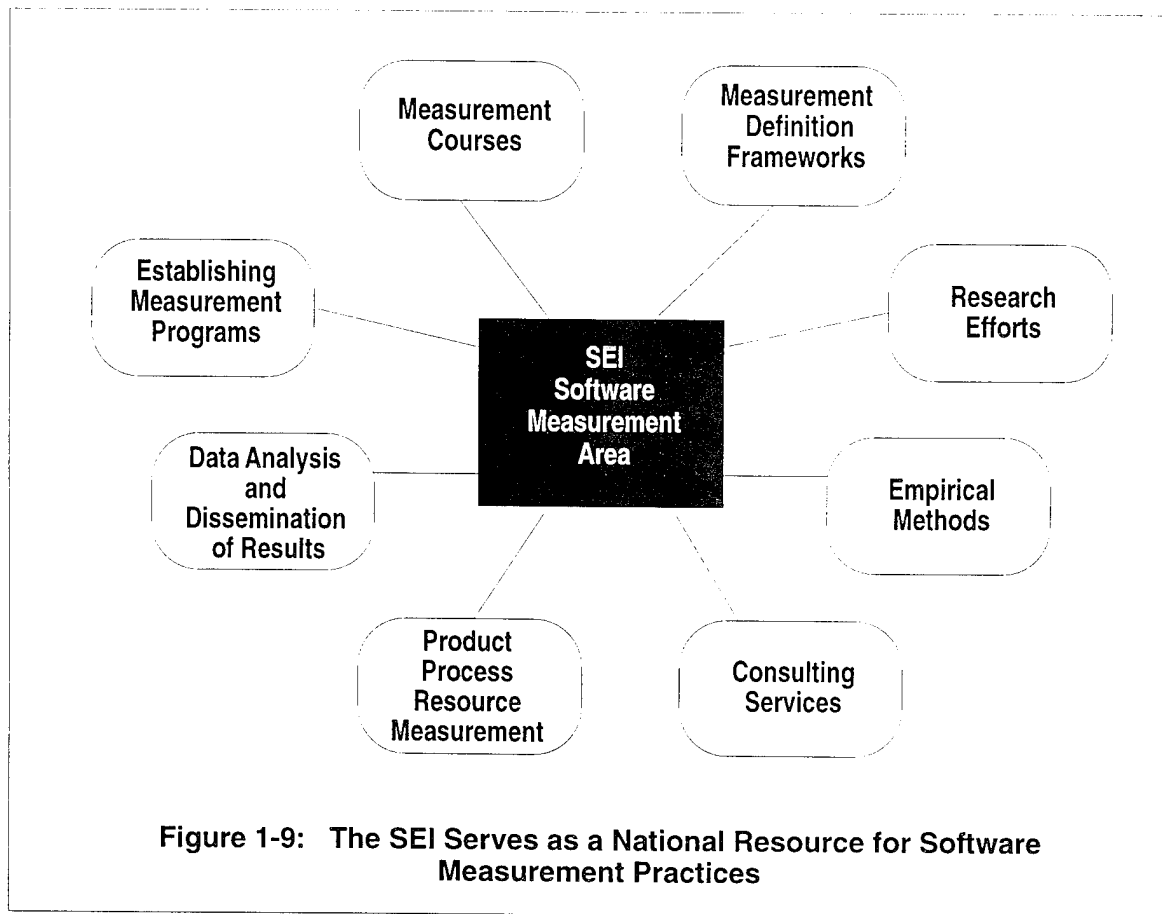 Measurement
Courses
Measurement
Definition
Frameworks
Establishing
Measurement
Programs
Research
Efforts
SEI
Software
Measurement
Area
Data Analysis
and
Dissemination
of Results
Empirical
Methods
Product
Process
Resource
Measurement
Consulting
Services
Figure 1-9: The SEI Serves as a National Resource for Software
Measurement Practices